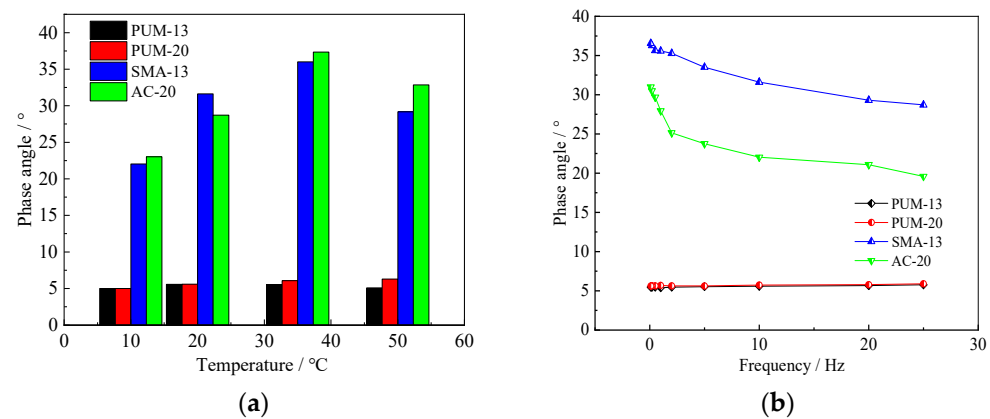 PUM-13
PUM-20
SMA-13
AC-20
Phase angle / °
40
35
30
25
20
15
10
5
0
0 10 20 30 40 50 60
Temperature / °C
(a)
Phase angle / °
40
35
30
25
20
15
10
5
0
PUM-13
PUM-20
SMA-13
AC-20
0 10 20 30
Frequency / Hz
(b)